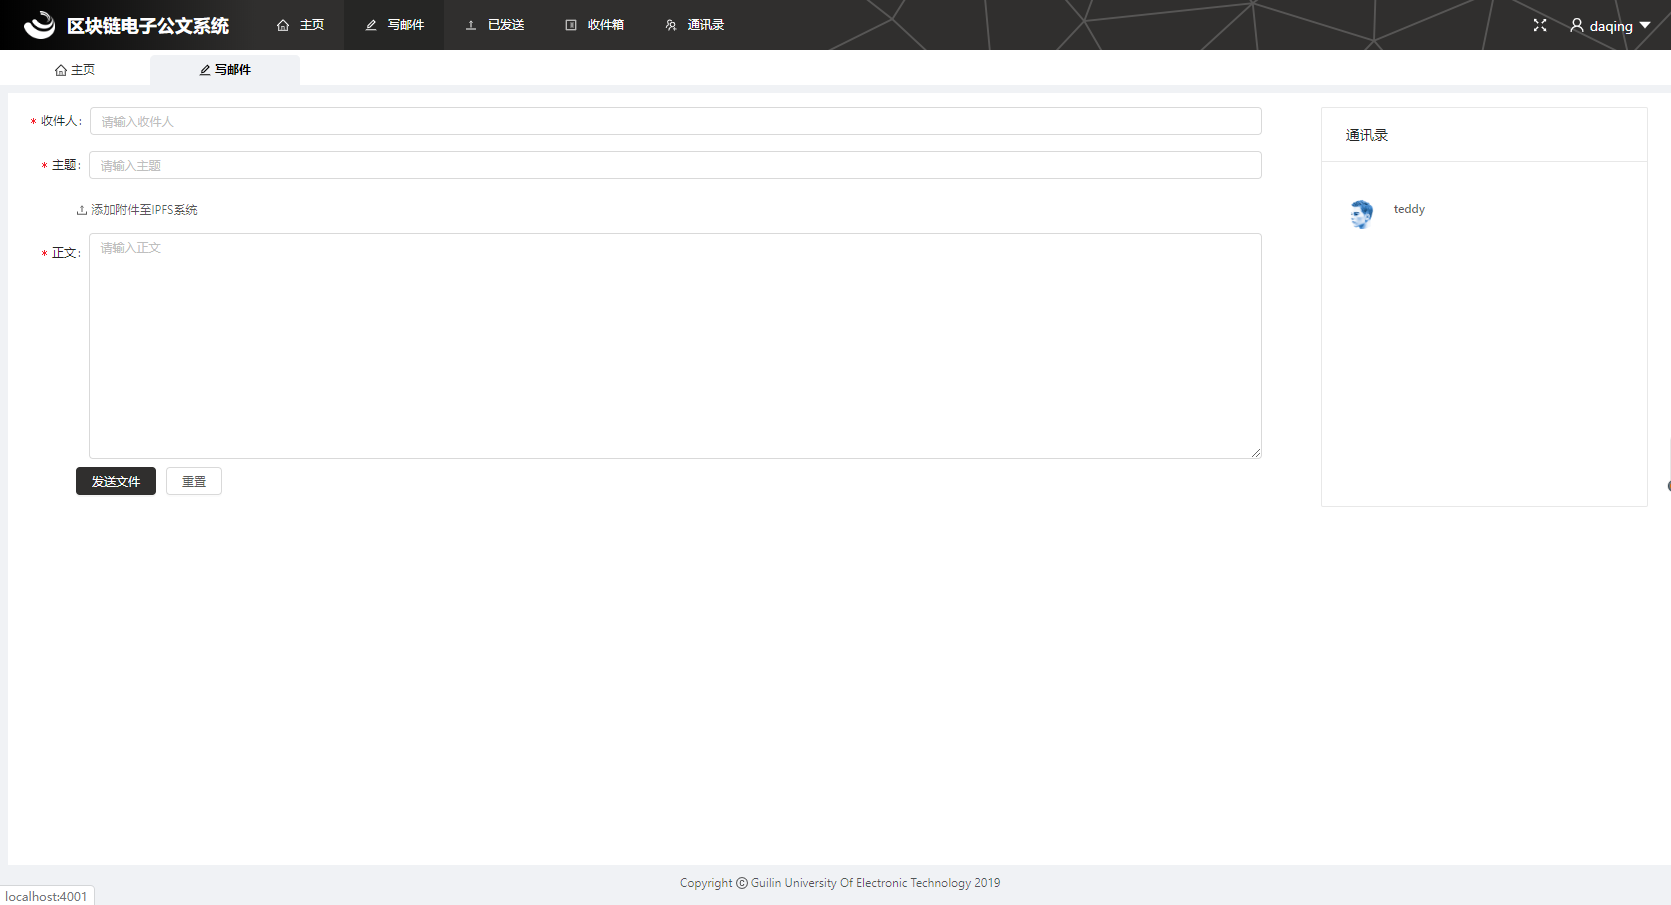 区块链电子公文系统 主页 写邮件 已发送 收件箱 通讯录 daqing
主页 写邮件
* 收件人: 请输入收件人
* 主题: 请输入主题
添加附件至IPFS系统
* 正文: 请输入正文
发送文件 重置
通讯录
teddy
Copyright © Guilin University Of Electronic Technology 2019
localhost:4001